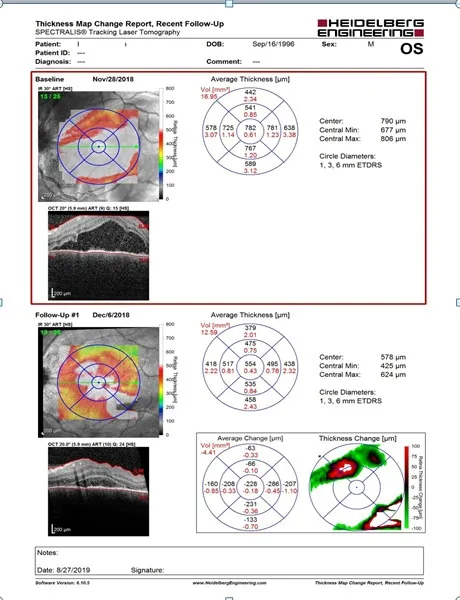 Thickness Map Change Report, Recent Follow-Up
SPECTRALIS® Tracking Laser Tomography
HEIDELBERG
ENGINEERING
Patient: I I DOB: Sep/16/1996 Sex: M
OS
Patient ID: ---
Diagnosis: --- Comment: ---
Baseline Nov/28/2018
IR 30° ART [HS]
13 / 25
200 µm
800
700
600
500
400
300
200
100
0
Retina Thickness [µm]
Average Thickness [µm]
Vol [mm³]
16.95
442
2.34
541
0.85
578 725 782 781 638
3.07 1.14 0.61 1.23 3.38
767
1.20
589
3.12
Center: 790 µm
Central Min: 677 µm
Central Max: 806 µm
Circle Diameters:
1, 3, 6 mm ETDRS
OCT 20° (5.9 mm) ART (9) Q: 15 [HS]
200 µm
Follow-Up #1 Dec/6/2018
IR 30° ART [HS]
200 µm
800
700
600
500
400
300
200
100
0
Retina Thickness [µm]
Average Thickness [µm]
Vol [mm³]
12.59
379
2.01
475
0.75
418 517 554 495 438
2.22 0.81 0.43 0.78 2.32
535
0.84
458
2.43
Center: 578 µm
Central Min: 425 µm
Central Max: 624 µm
Circle Diameters:
1, 3, 6 mm ETDRS
OCT 20.0° (5.9 mm) ART (10) Q: 24 [HS]
200 µm
Average Change [µm]
Vol [mm³]
-4.41
-63
-0.33
-66
-0.10
-160 -208 -228 -286 -207
-0.85 -0.33 -0.18 -0.45 -1.10
-231
-0.36
-133
-0.70
Thickness Change [µm]
100
75
50
25
0
-25
-50
-75
-100
Retina Thickness Change [µm]
Notes:
Date: 8/27/2019 Signature:
Software Version: 6.10.5 www.HeidelbergEngineering.com Thickness Map Change Report, Recent Follow-Up